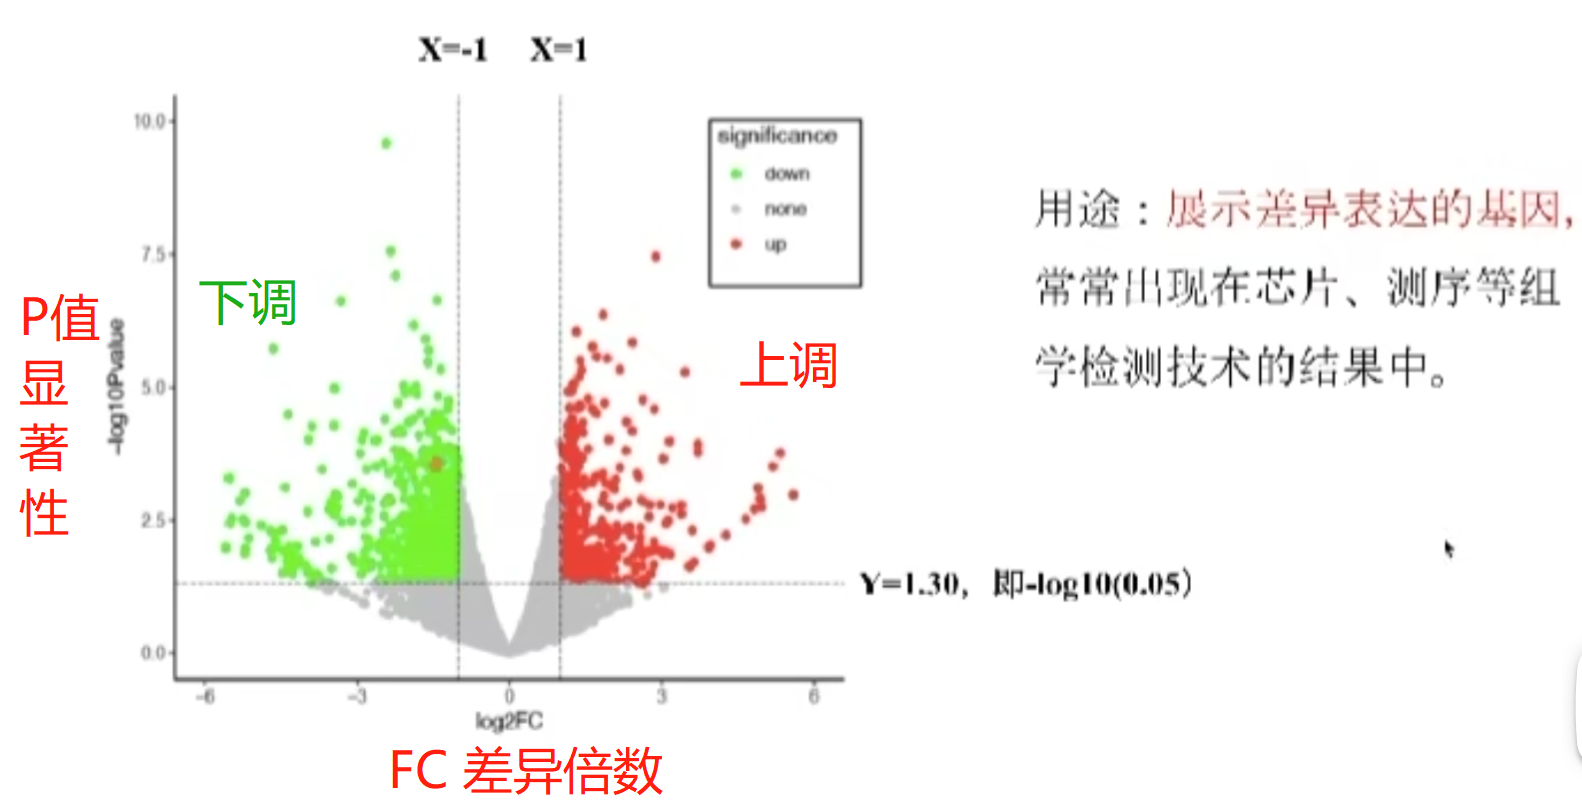 X=-1 X=1
10.0
7.5
5.0
2.5
0.0
-log10Pvalue
P值
显
著
性
下调
significance
down
none
up
上调
Y=1.30, 即-log10(0.05)
-6 -3 0 3 6
log2FC
FC 差异倍数
用途：展示差异表达的基因,
常常出现在芯片、测序等组
学检测技术的结果中。